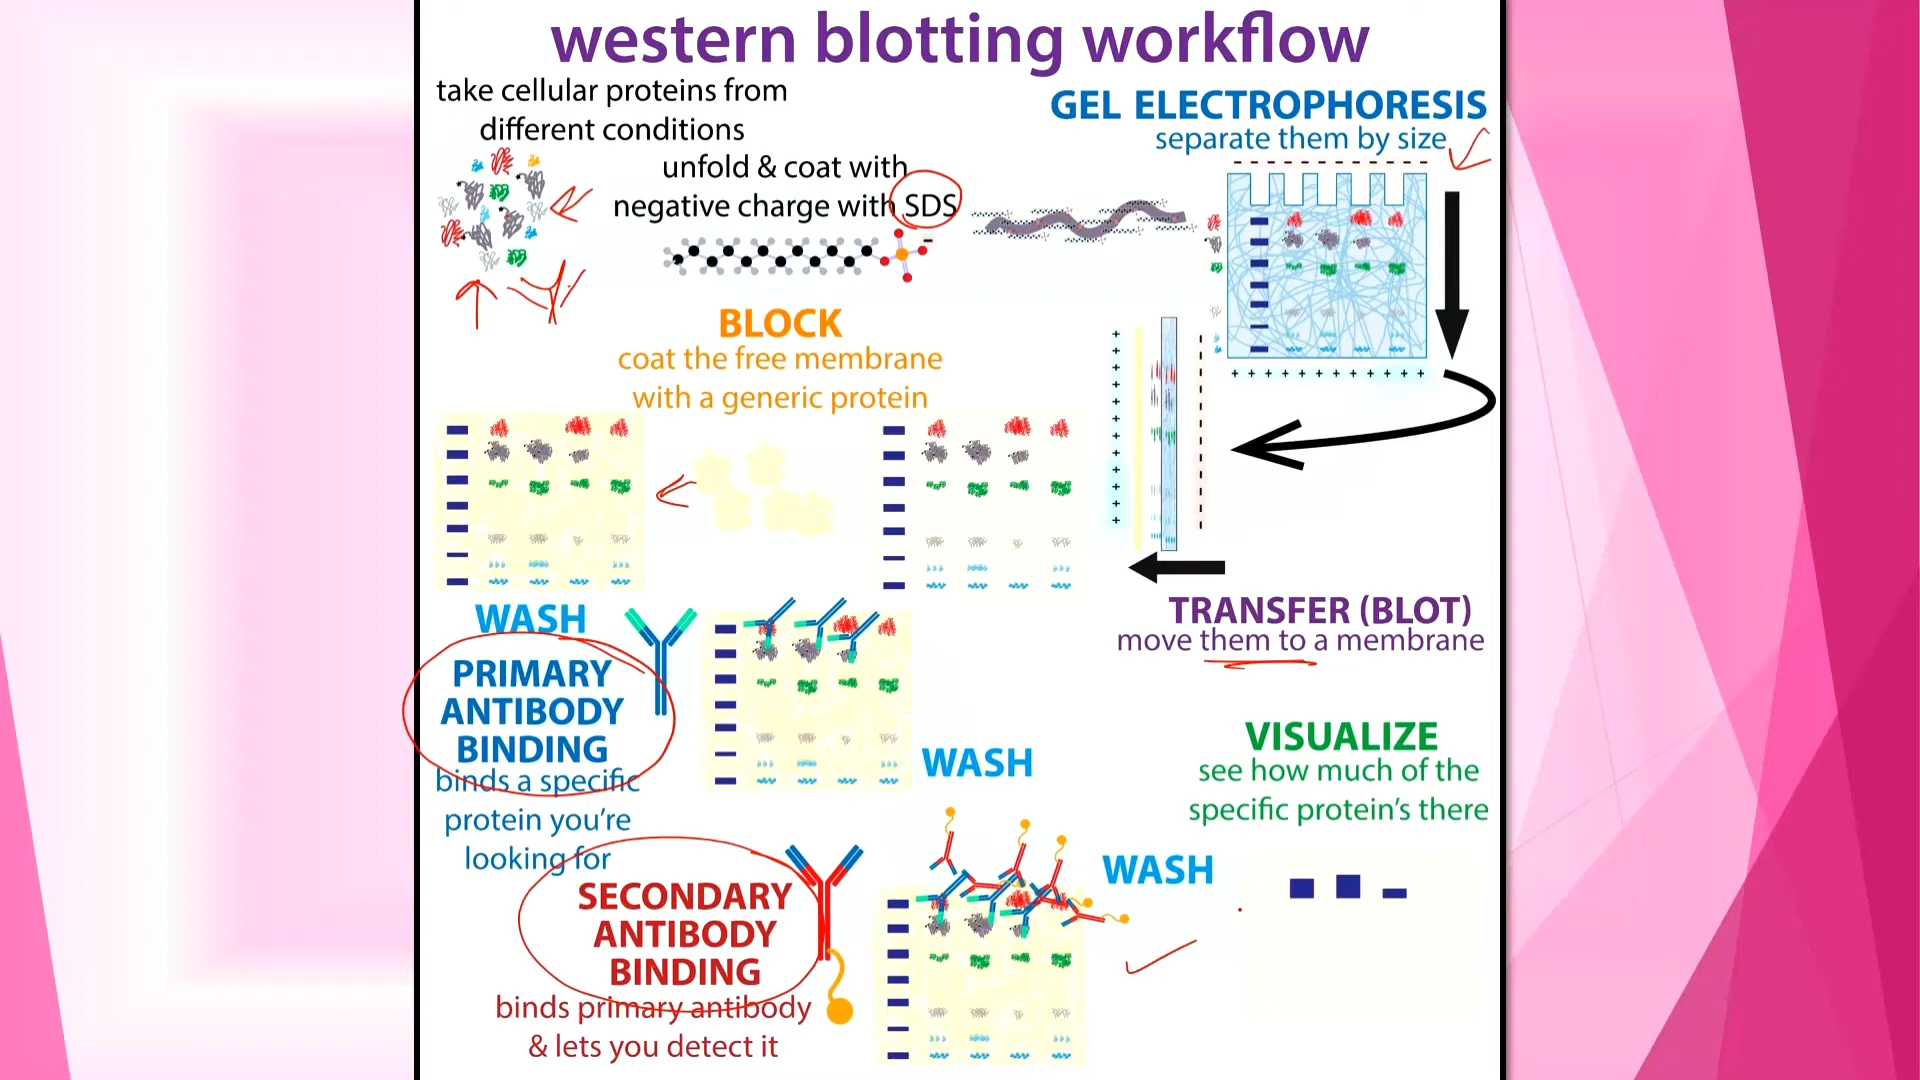 western blotting workflow
take cellular proteins from
different conditions
unfold & coat with
negative charge with SDS
GEL ELECTROPHORESIS
separate them by size
BLOCK
coat the free membrane
with a generic protein
TRANSFER (BLOT)
move them to a membrane
WASH
PRIMARY
ANTIBODY
BINDING
binds a specific
protein you’re
looking for
WASH
SECONDARY
ANTIBODY
BINDING
binds primary antibody
& lets you detect it
WASH
VISUALIZE
see how much of the
specific protein’s there